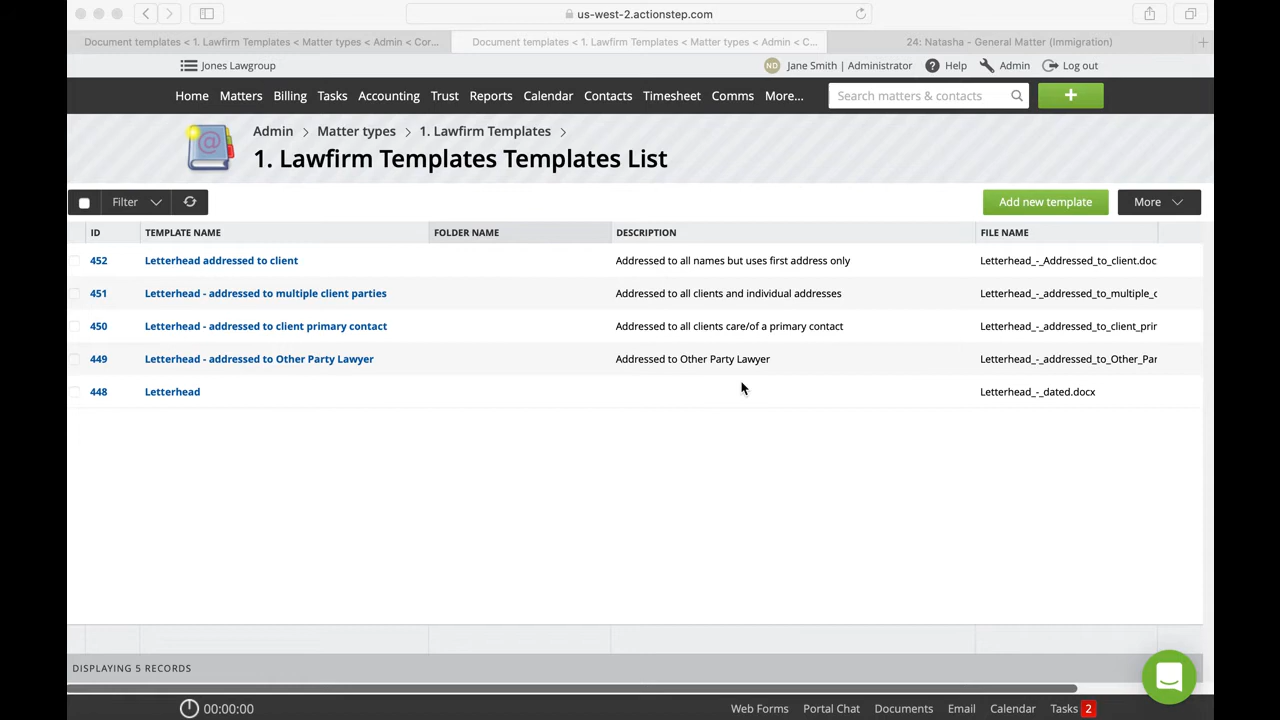 us-west-2.actionstep.com
Document templates < 1. Lawfirm Templates < Matter types < Admin < Cor...
Document templates < 1. Lawfirm Templates < Matter types < Admin < C...
24: Natasha - General Matter (Immigration)
Jones Lawgroup
ND Jane Smith | Administrator Help Admin Log out
Home Matters Billing Tasks Accounting Trust Reports Calendar Contacts Timesheet Comms More... Search matters & contacts
Admin > Matter types > 1. Lawfirm Templates >
1. Lawfirm Templates Templates List
Filter Add new template More
ID TEMPLATE NAME FOLDER NAME DESCRIPTION FILE NAME
452 Letterhead addressed to client Addressed to all names but uses first address only Letterhead_-_Addressed_to_client.doc
451 Letterhead - addressed to multiple client parties Addressed to all clients and individual addresses Letterhead_-_addressed_to_multiple_c
450 Letterhead - addressed to client primary contact Addressed to all clients care/of a primary contact Letterhead_-_addressed_to_client_prir
449 Letterhead - addressed to Other Party Lawyer Addressed to Other Party Lawyer Letterhead_-_addressed_to_Other_Par
448 Letterhead Letterhead_-_dated.docx
DISPLAYING 5 RECORDS
00:00:00 Web Forms Portal Chat Documents Email Calendar Tasks 2